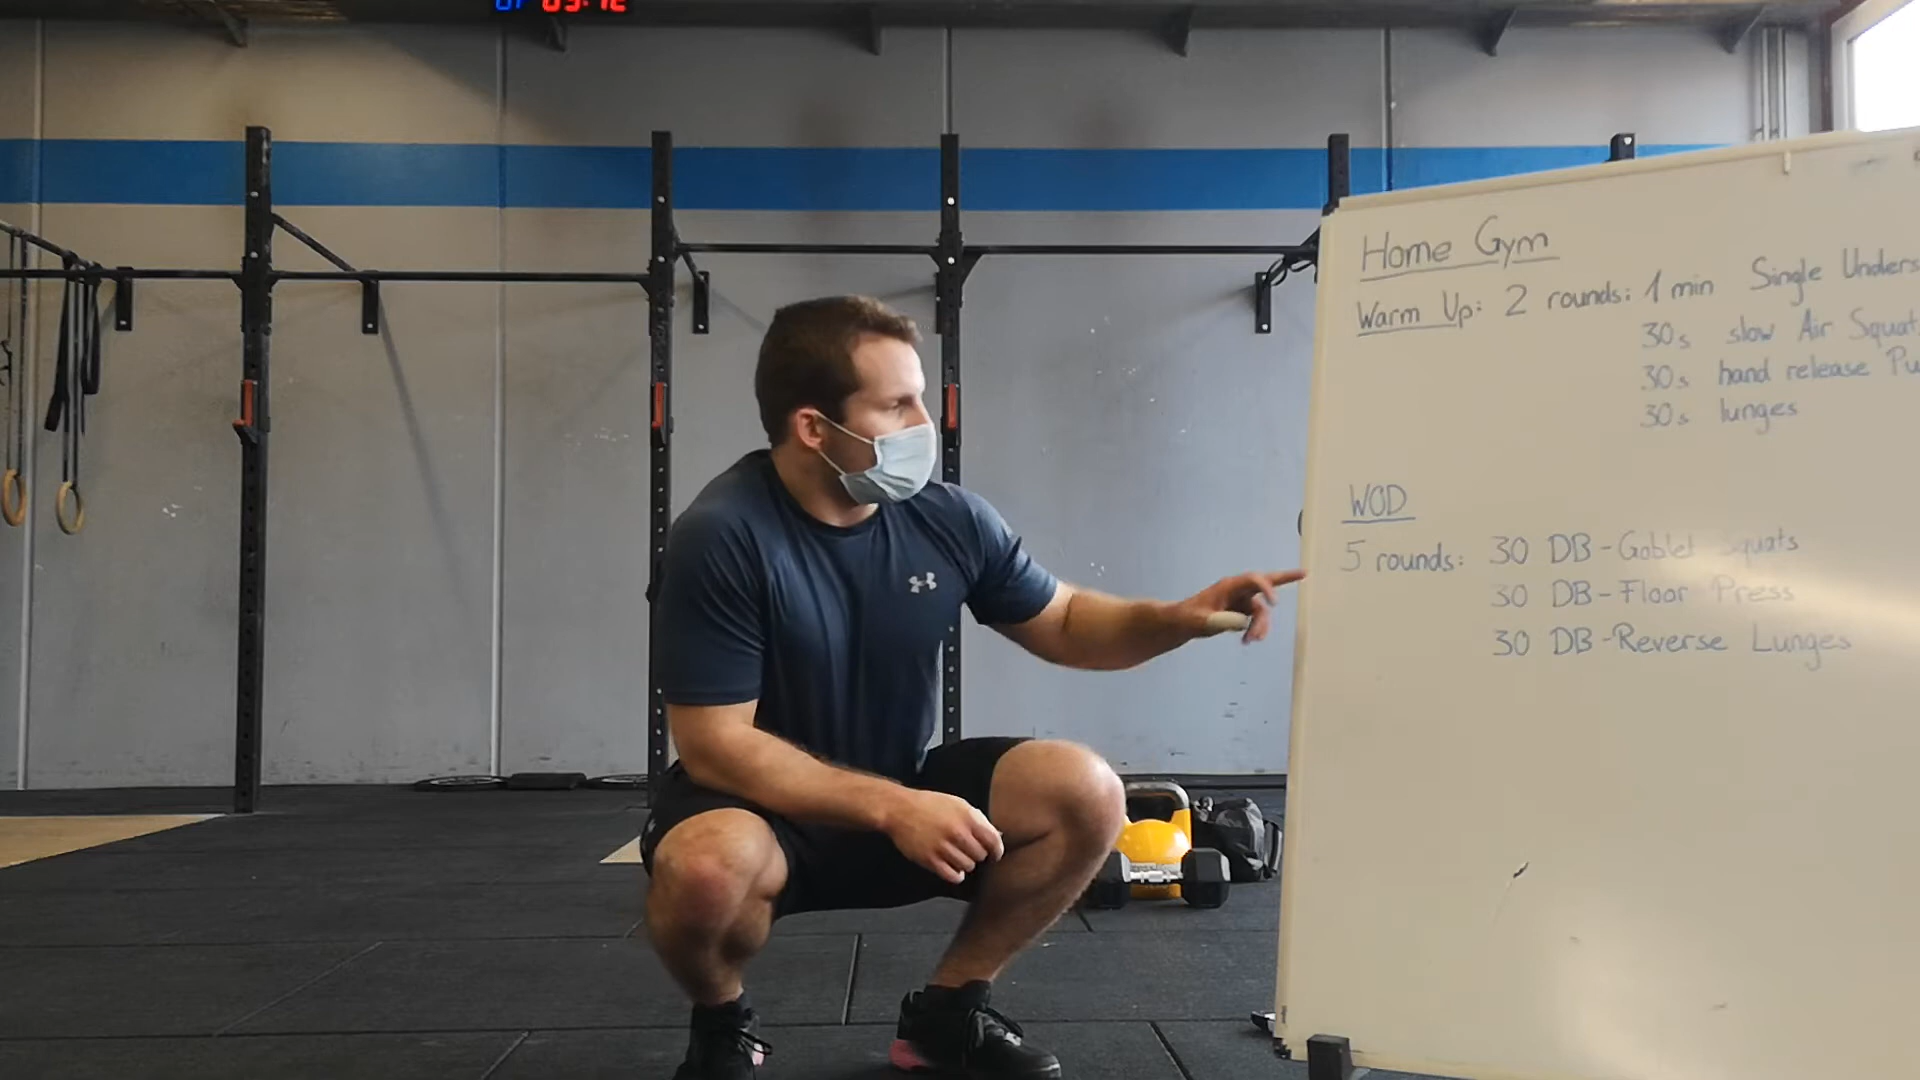 Home Gym
Warm Up: 2 rounds: 1 min Single Unders
30s slow Air Squat
30s hand release Pu
30s lunges
WOD
5 rounds: 30 DB-Goblet Squats
30 DB-Floor Press
30 DB-Reverse Lunges